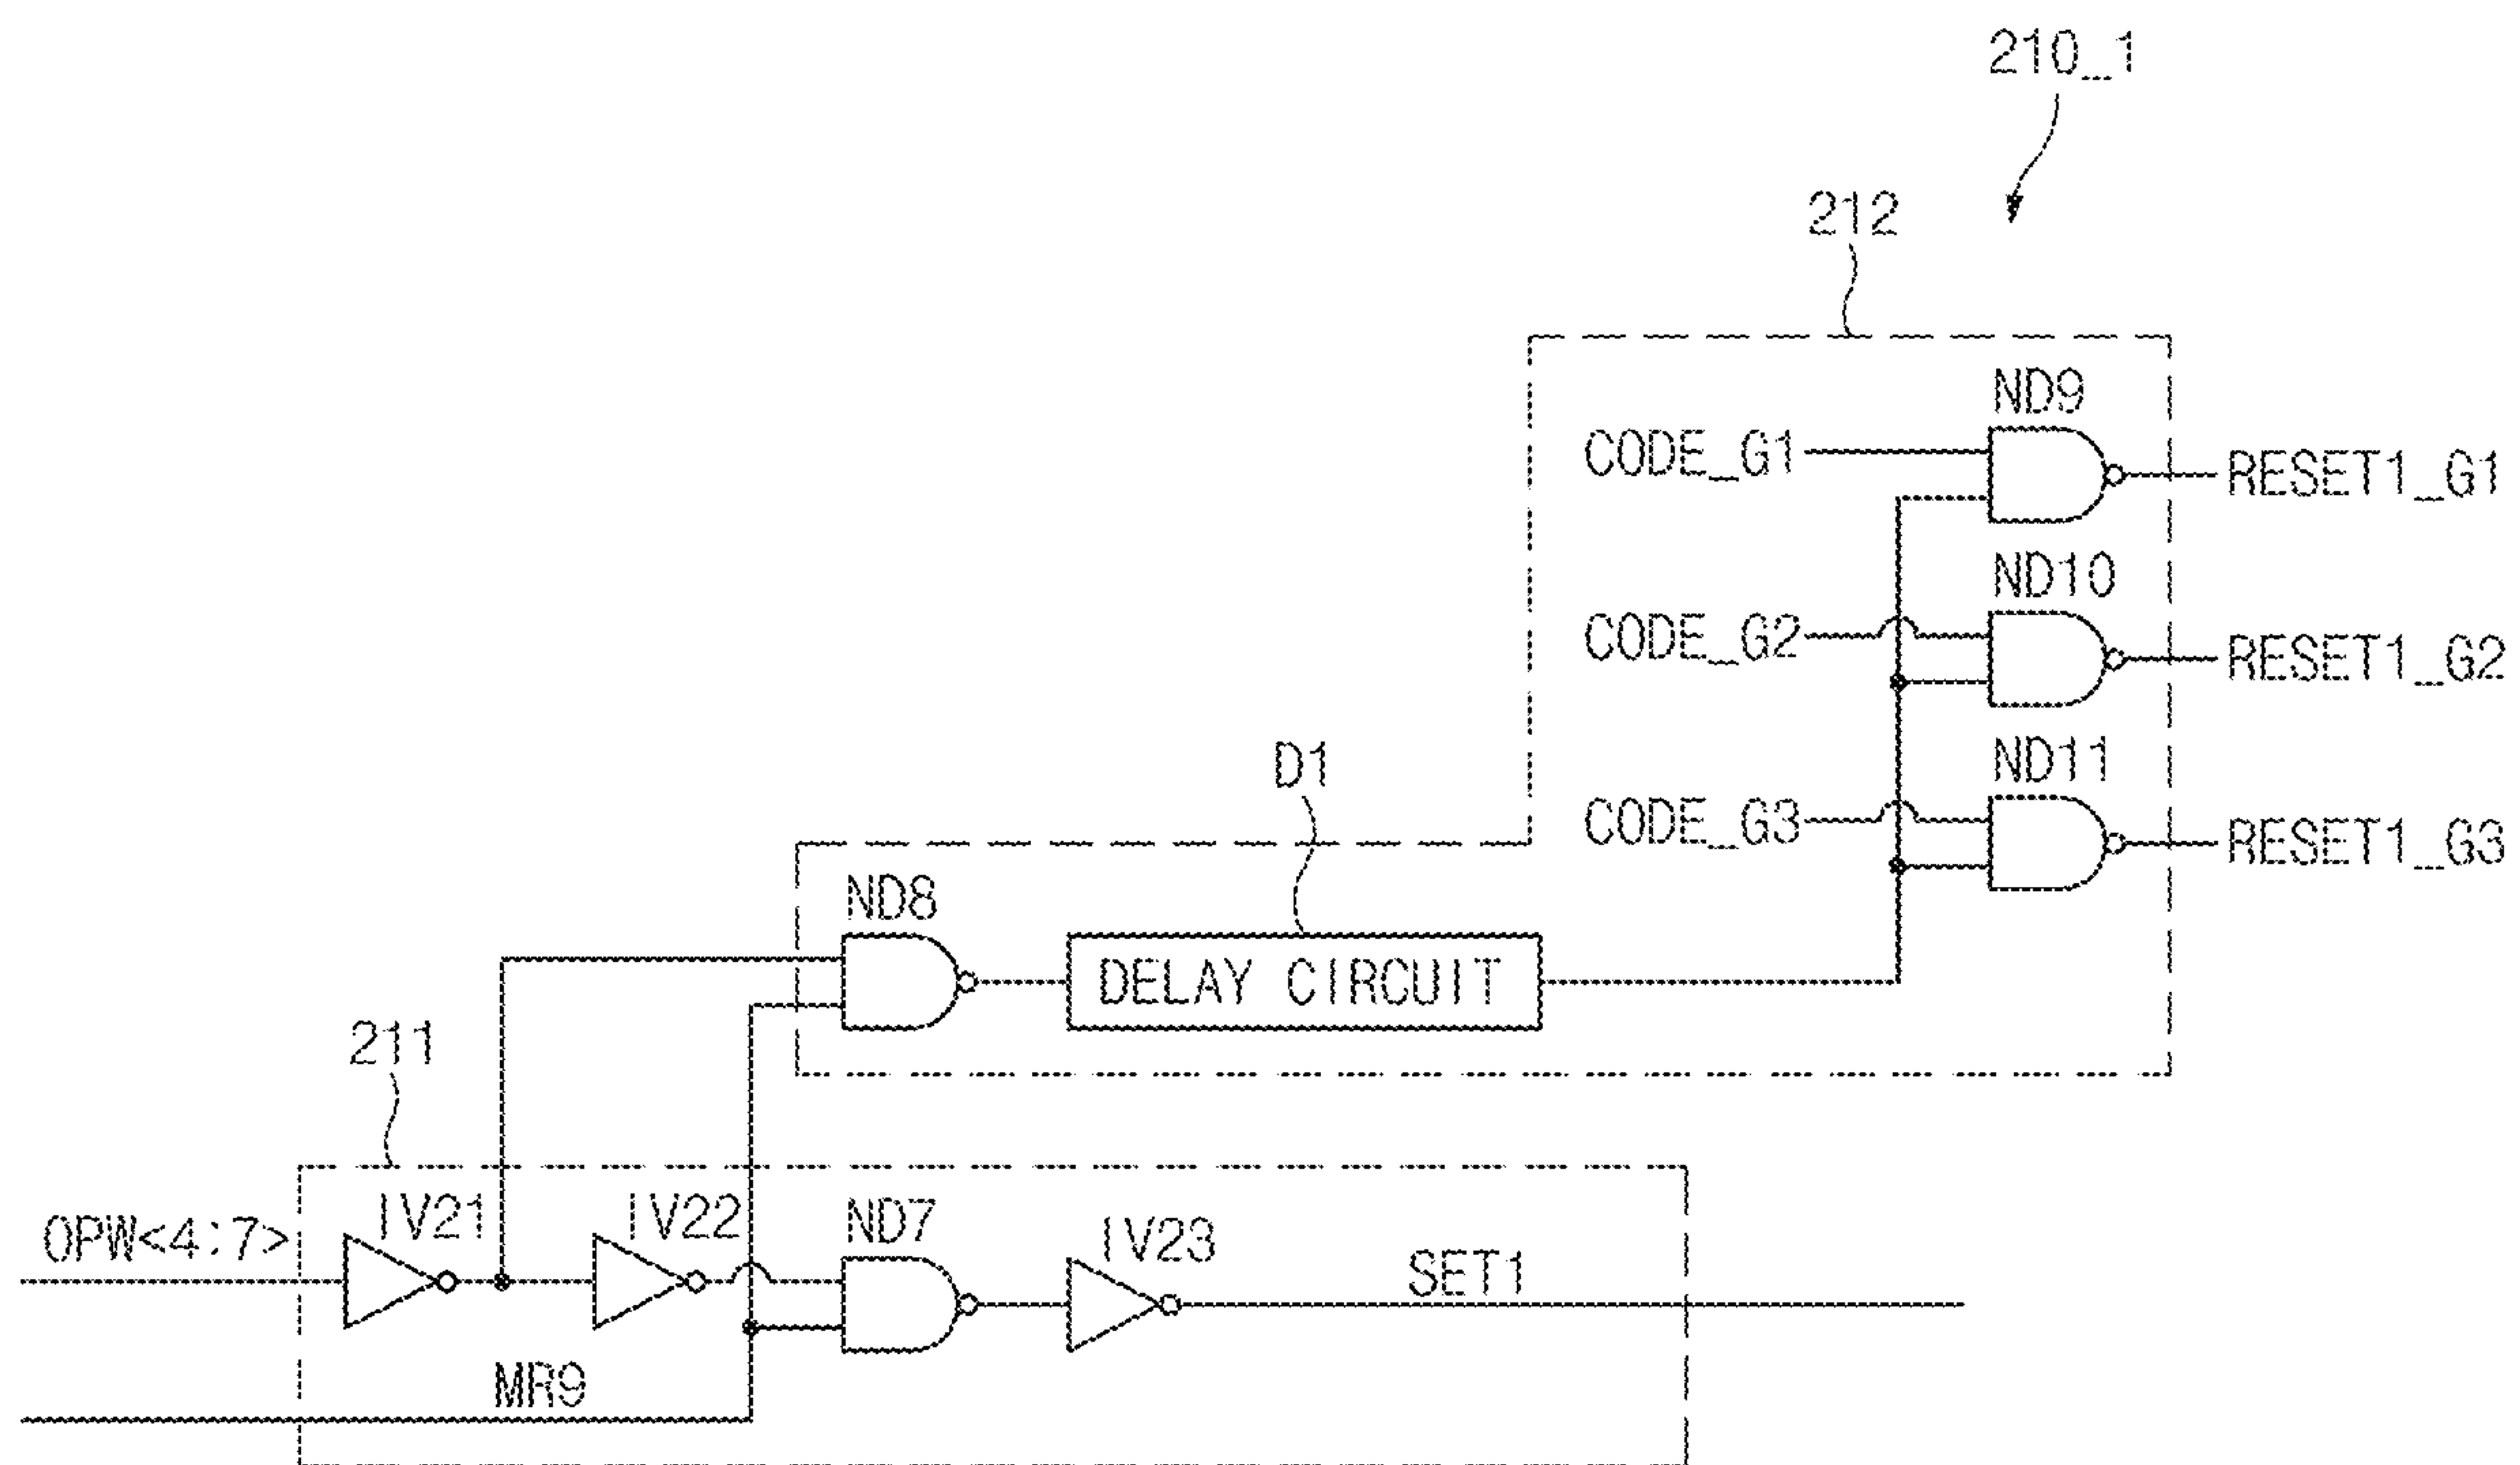 210_1
212
ND9
CODE_G1
RESET1_G1
ND10
CODE_G2
RESET1_G2
D1
ND11
CODE_G3
RESET1_G3
ND8
DELAY CIRCUIT
211
OPW<4:7>
IV21
IV22
ND7
IV23
SET1
MR9